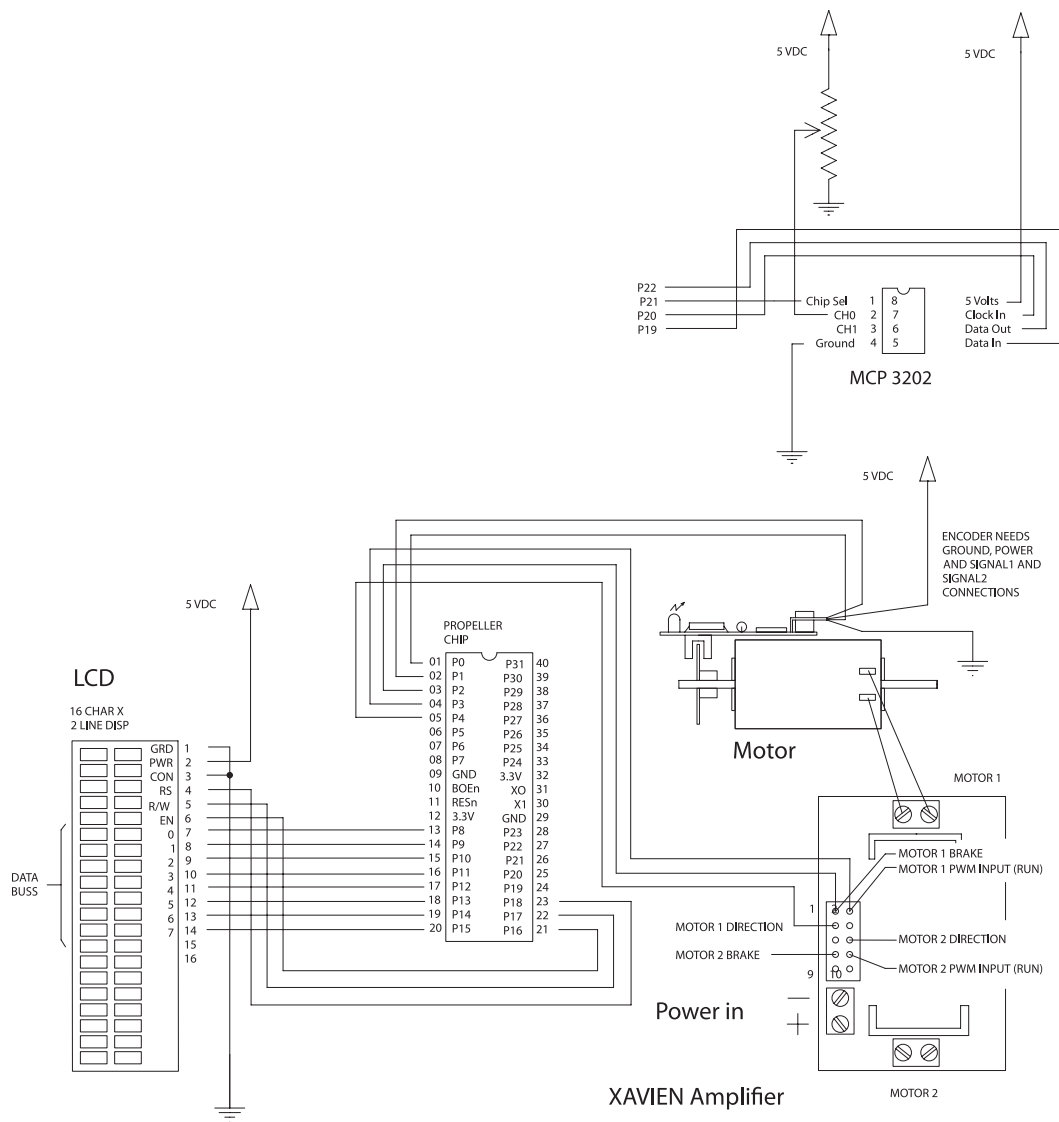 5 VDC
5 VDC
P22
P21
P20
P19
Chip Sel 1 8 5 Volts
CH0 2 7 Clock In
CH1 3 6 Data Out
Ground 4 5 Data In
MCP 3202
5 VDC
ENCODER NEEDS
GROUND, POWER
AND SIGNAL1 AND
SIGNAL2
CONNECTIONS
5 VDC
PROPELLER
CHIP
01 P0 P31 40
02 P1 P30 39
03 P2 P29 38
04 P3 P28 37
05 P4 P27 36
06 P5 P26 35
07 P6 P25 34
08 P7 P24 33
09 GND 3.3V 32
10 BOEn XO 31
11 RESn X1 30
12 3.3V GND 29
13 P8 P23 28
14 P9 P22 27
15 P10 P21 26
16 P11 P20 25
17 P12 P19 24
18 P13 P18 23
19 P14 P17 22
20 P15 P16 21
LCD
16 CHAR X
2 LINE DISP
GRD 1
PWR 2
CON 3
RS 4
R/W 5
EN 6
0 7
1 8
2 9
3 10
4 11
5 12
6 13
7 14
15
16
DATA
BUSS
Motor
MOTOR 1
MOTOR 1 BRAKE
MOTOR 1 PWM INPUT (RUN)
1 2
MOTOR 1 DIRECTION
MOTOR 2 DIRECTION
MOTOR 2 BRAKE
MOTOR 2 PWM INPUT (RUN)
9 10
Power in
–
+
XAVIEN Amplifier
MOTOR 2